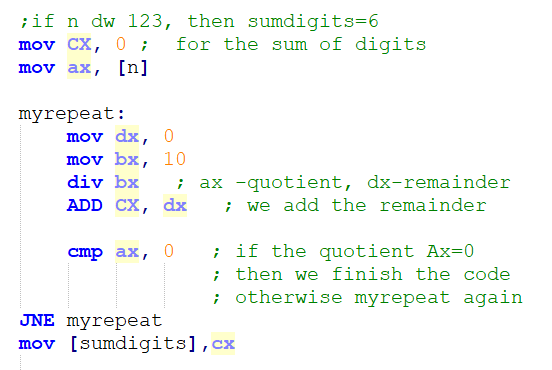 ;if n dw 123, then sumdigits=6
mov CX, 0 ;  for the sum of digits
mov ax, [n]
myrepeat:
mov dx, 0
mov bx, 10
div bx   ; ax -quotient, dx-remainder
ADD CX, dx   ; we add the remainder
cmp ax, 0   ; if the quotient Ax=0
; then we finish the code
; otherwise myrepeat again
JNE myrepeat
mov [sumdigits],cx